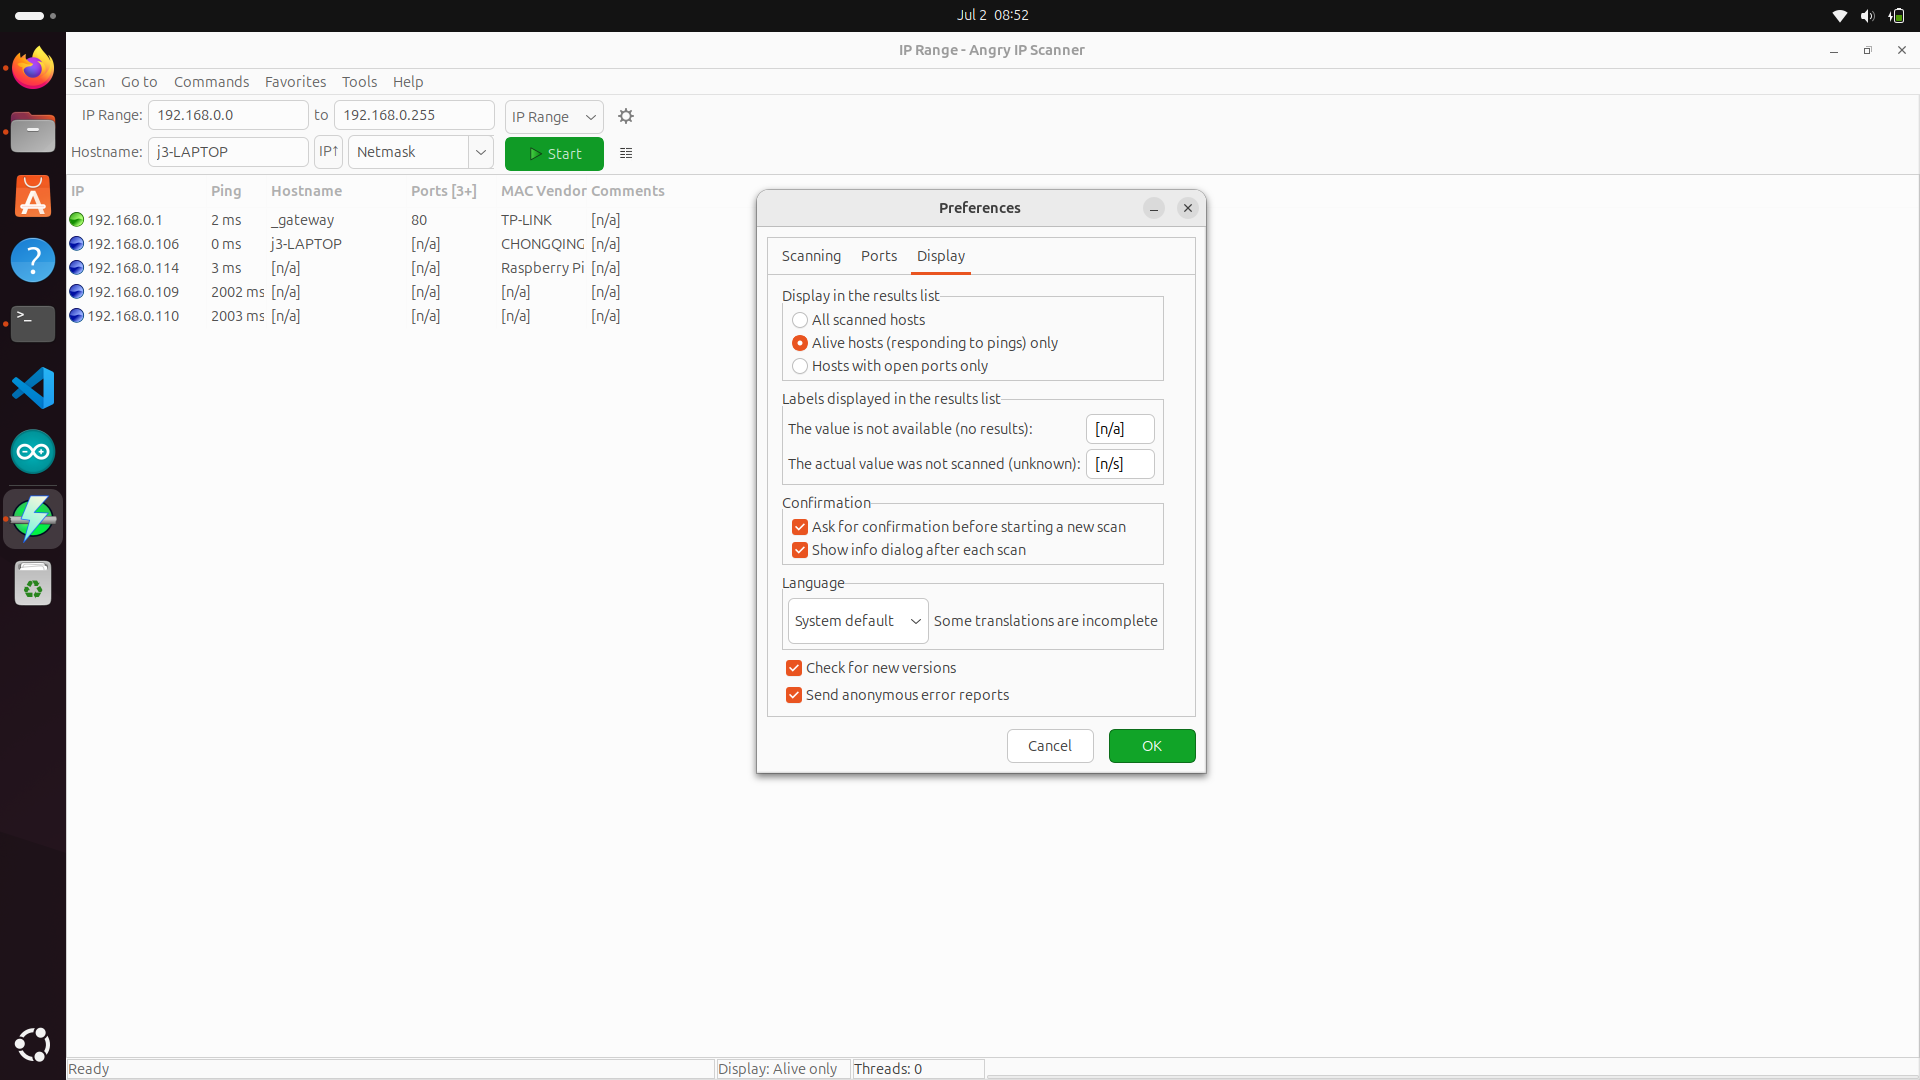 Jul 2 08:52
IP Range - Angry IP Scanner
Scan Go to Commands Favorites Tools Help
IP Range: 192.168.0.0 to 192.168.0.255 IP Range
Hostname: j3-LAPTOP IP↑ Netmask Start
IP Ping Hostname Ports [3+] MAC Vendor Comments
192.168.0.1 2 ms _gateway 80 TP-LINK [n/a]
192.168.0.106 0 ms j3-LAPTOP [n/a] CHONGQING [n/a]
192.168.0.114 3 ms [n/a] [n/a] Raspberry Pi [n/a]
192.168.0.109 2002 ms [n/a] [n/a] [n/a] [n/a]
192.168.0.110 2003 ms [n/a] [n/a] [n/a] [n/a]
Preferences
Scanning Ports Display
Display in the results list
All scanned hosts
Alive hosts (responding to pings) only
Hosts with open ports only
Labels displayed in the results list
The value is not available (no results): [n/a]
The actual value was not scanned (unknown): [n/s]
Confirmation
Ask for confirmation before starting a new scan
Show info dialog after each scan
Language
System default Some translations are incomplete
Check for new versions
Send anonymous error reports
Cancel OK
Ready Display: Alive only Threads: 0